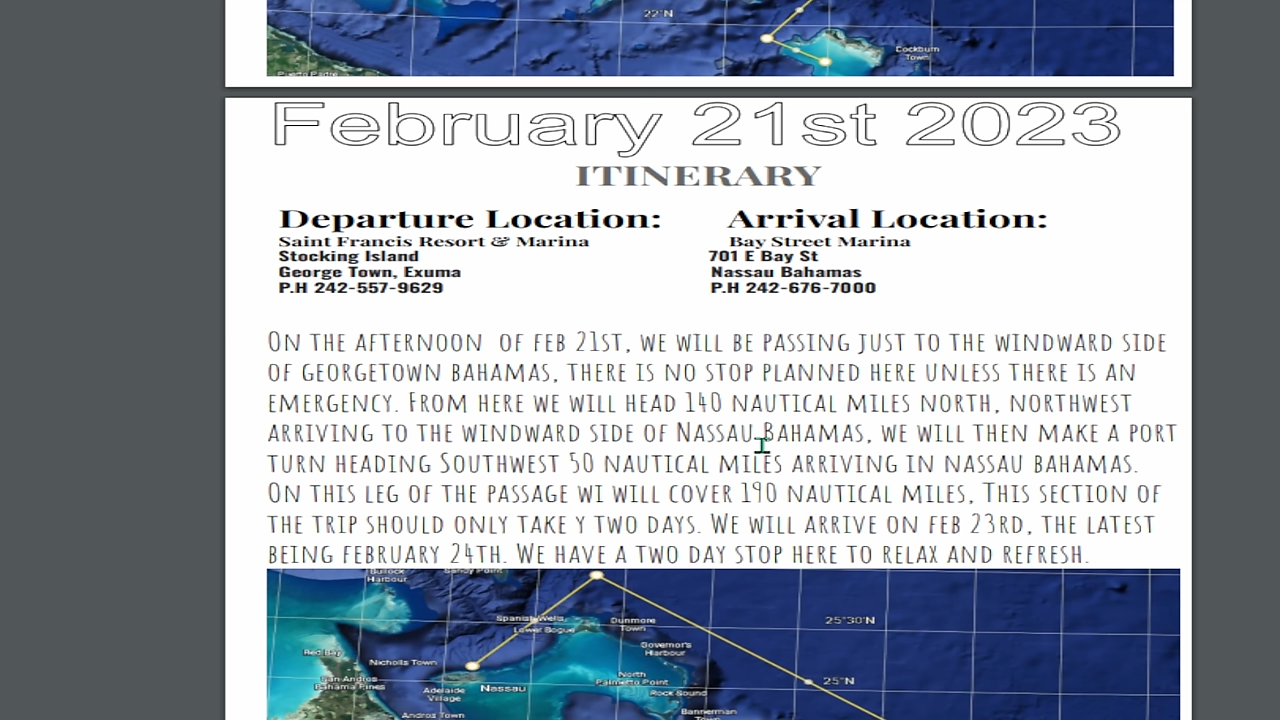 22°N
Cockburn
Town
Puerto Padre
February 21st 2023
ITINERARY
Departure Location:
Saint Francis Resort & Marina
Stocking Island
George Town, Exuma
P.H 242-557-9629
Arrival Location:
Bay Street Marina
701 E Bay St
Nassau Bahamas
P.H 242-676-7000
On the afternoon of feb 21st, we will be passing just to the windward side
of georgetown bahamas, there is no stop planned here unless there is an
emergency. From here we will head 140 nautical miles north, northwest
arriving to the windward side of Nassau Bahamas, we will then make a port
turn heading Southwest 50 nautical miles arriving in nassau bahamas.
On this leg of the passage wi will cover 190 nautical miles, This section of
the trip should only take y two days. We will arrive on feb 23rd, the latest
being february 24th. We have a two day stop here to relax and refresh.
Bullock
Harbour
Sandy Point
Spanish Wells
Lower Bogue
Dunmore
Town
25°30'N
Governor's
Harbour
Red Bay
Nicholls Town
San Andros
Bahama Pines
North
Palmetto Point
25°N
Adelaide
Village
Nassau
Rock Sound
Andros Town
Bannerman
Town